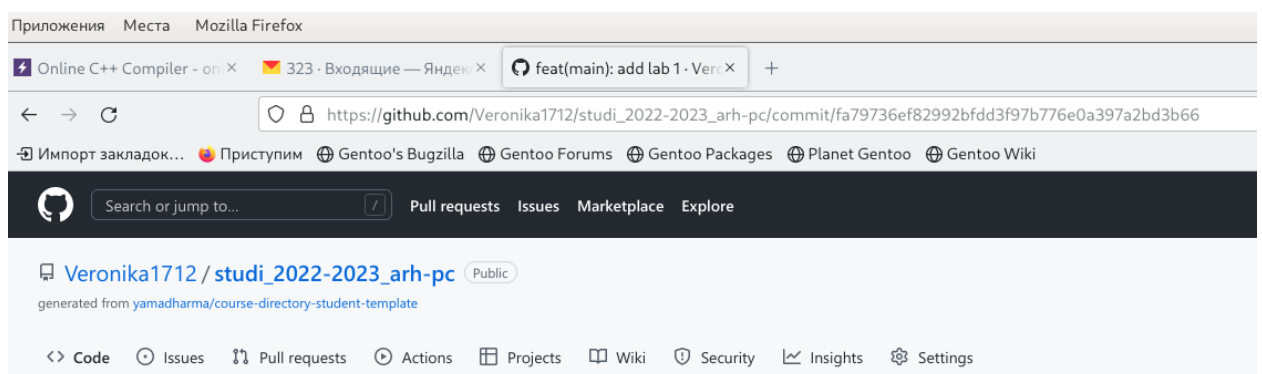 Приложения Места Mozilla Firefox
Online C++ Compiler - onl 323 · Входящие — Яндек feat(main): add lab 1 · Verc
https://github.com/Veronika1712/studi_2022-2023_arh-pc/commit/fa79736ef82992bfdd3f97b776e0a397a2bd3b66
Импорт закладок... Приступим Gentoo's Bugzilla Gentoo Forums Gentoo Packages Planet Gentoo Gentoo Wiki
Search or jump to... / Pull requests Issues Marketplace Explore
Veronika1712 / studi_2022-2023_arh-pc Public
generated from yamadharma/course-directory-student-template
Code Issues Pull requests Actions Projects Wiki Security Insights Settings